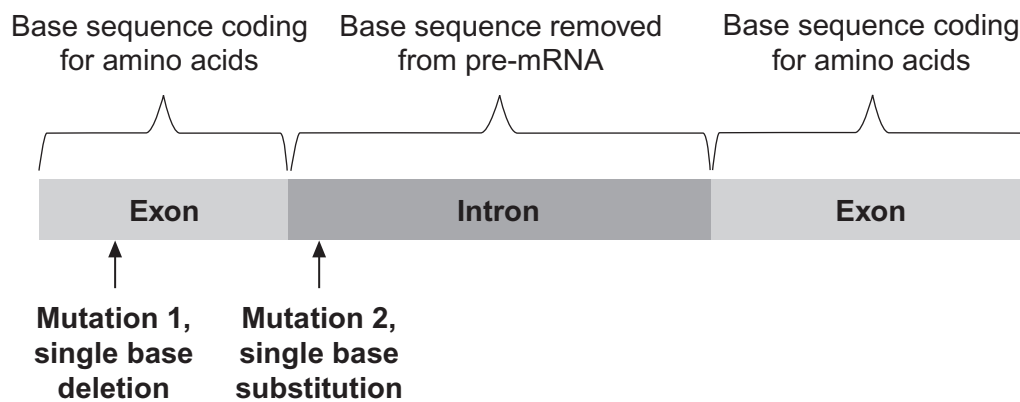 Base sequence coding
for amino acids
Base sequence removed
from pre-mRNA
Base sequence coding
for amino acids
Exon
Intron
Exon
Mutation 1,
single base
deletion
Mutation 2,
single base
substitution